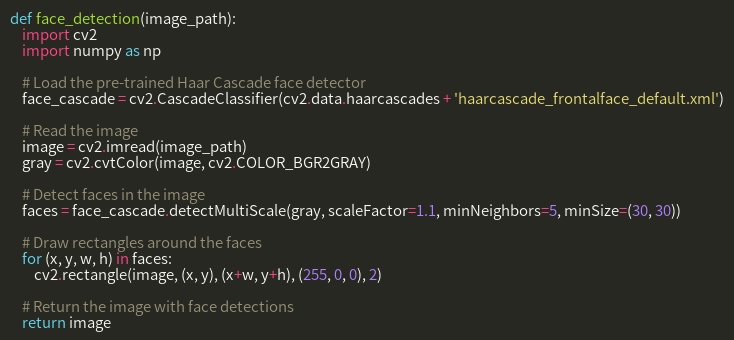 def face_detection(image_path):
    import cv2
    import numpy as np

    # Load the pre-trained Haar Cascade face detector
    face_cascade = cv2.CascadeClassifier(cv2.data.haarcascades + 'haarcascade_frontalface_default.xml')

    # Read the image
    image = cv2.imread(image_path)
    gray = cv2.cvtColor(image, cv2.COLOR_BGR2GRAY)

    # Detect faces in the image
    faces = face_cascade.detectMultiScale(gray, scaleFactor=1.1, minNeighbors=5, minSize=(30, 30))

    # Draw rectangles around the faces
    for (x, y, w, h) in faces:
        cv2.rectangle(image, (x, y), (x+w, y+h), (255, 0, 0), 2)

    # Return the image with face detections
    return image